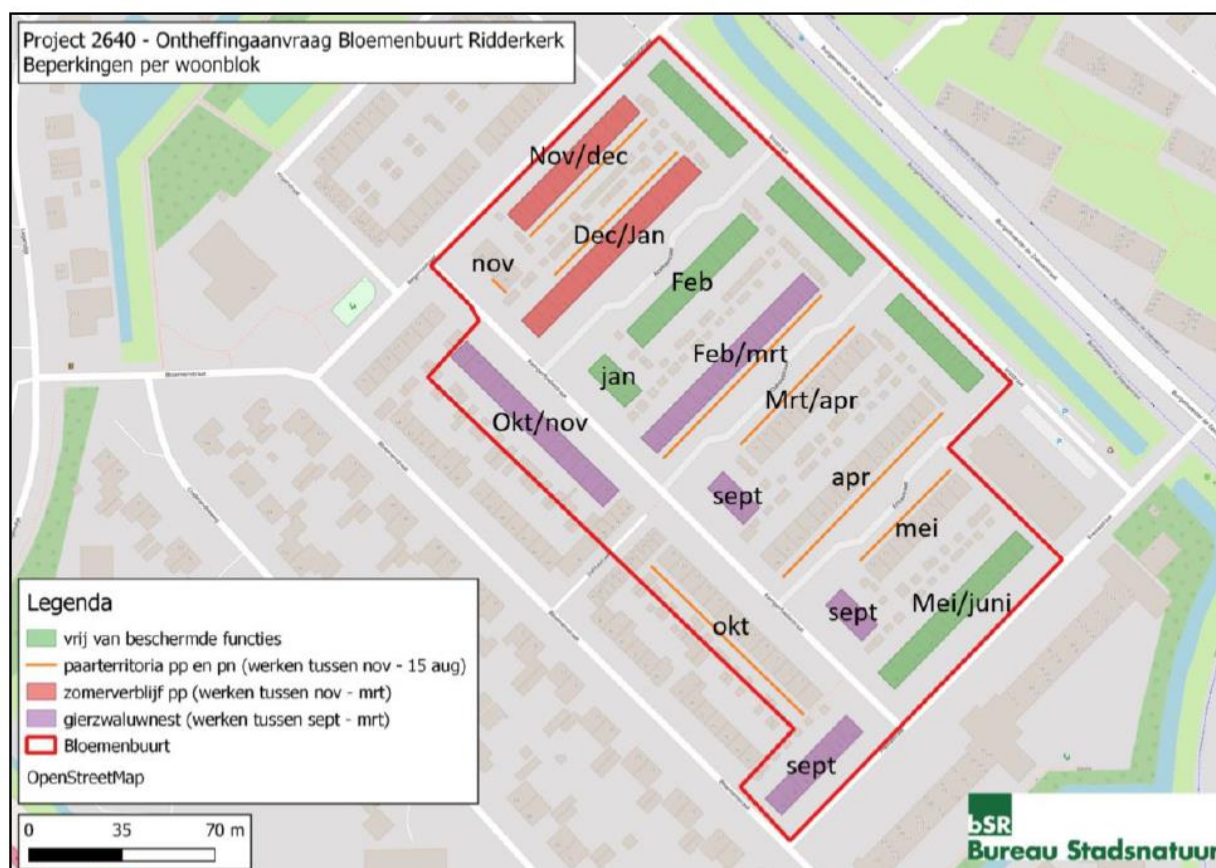 Project 2640 - Ontheffingaanvraag Bloemenbuurt Ridderkerk
Beperkingen per woonblok
Nov/dec
Dec/Jan
nov
Feb
jan
Feb/mrt
Okt/nov
Mrt/apr
sept
apr
mei
sept
Mei/juni
okt
sept
Bloemenstraat
Legenda
vrij van beschermde functies
paarterritoria pp en pn (werken tussen nov - 15 aug)
zomerverblijf pp (werken tussen nov - mrt)
gierzwaluwnest (werken tussen sept - mrt)
Bloemenbuurt
OpenStreetMap
0 35 70 m
bSR
Bureau Stadsnatuur